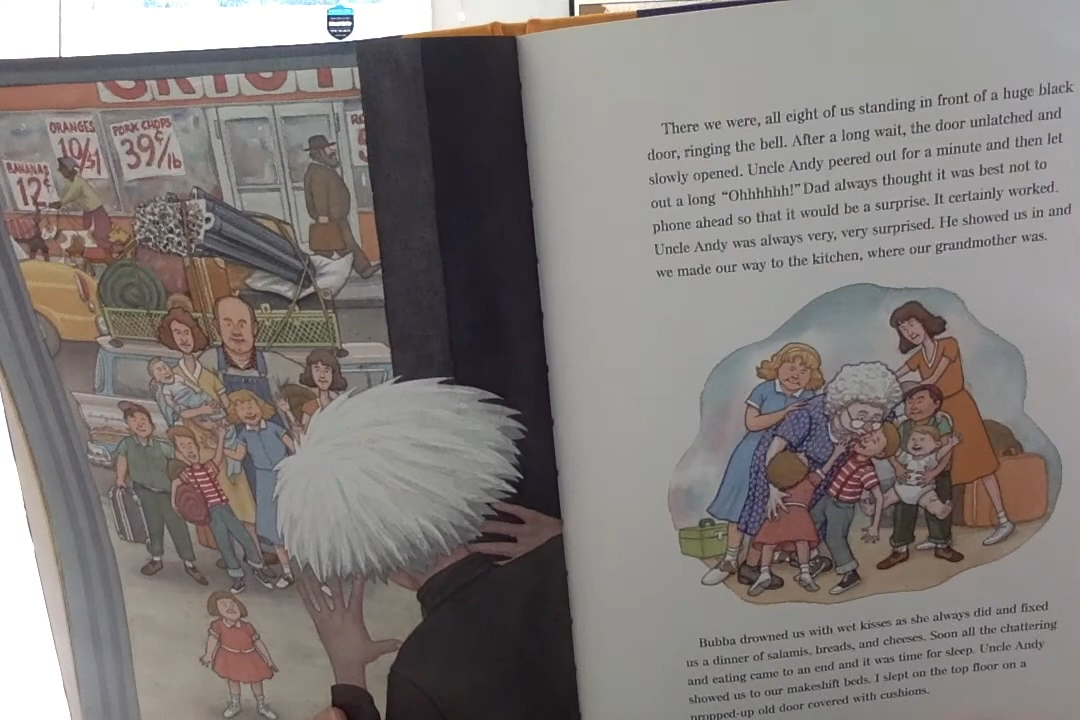 ORANGES
10/$1
PORK CHOPS
39¢/lb
BANANAS
12¢
There we were, all eight of us standing in front of a huge black
door, ringing the bell. After a long wait, the door unlatched and
slowly opened. Uncle Andy peered out for a minute and then let
out a long “Ohhhhhh!” Dad always thought it was best not to
phone ahead so that it would be a surprise. It certainly worked.
Uncle Andy was always very, very surprised. He showed us in and
we made our way to the kitchen, where our grandmother was.
Bubba drowned us with wet kisses as she always did and fixed
us a dinner of salamis, breads, and cheeses. Soon all the chattering
and eating came to an end and it was time for sleep. Uncle Andy
showed us to our makeshift beds. I slept on the top floor on a
propped-up old door covered with cushions.